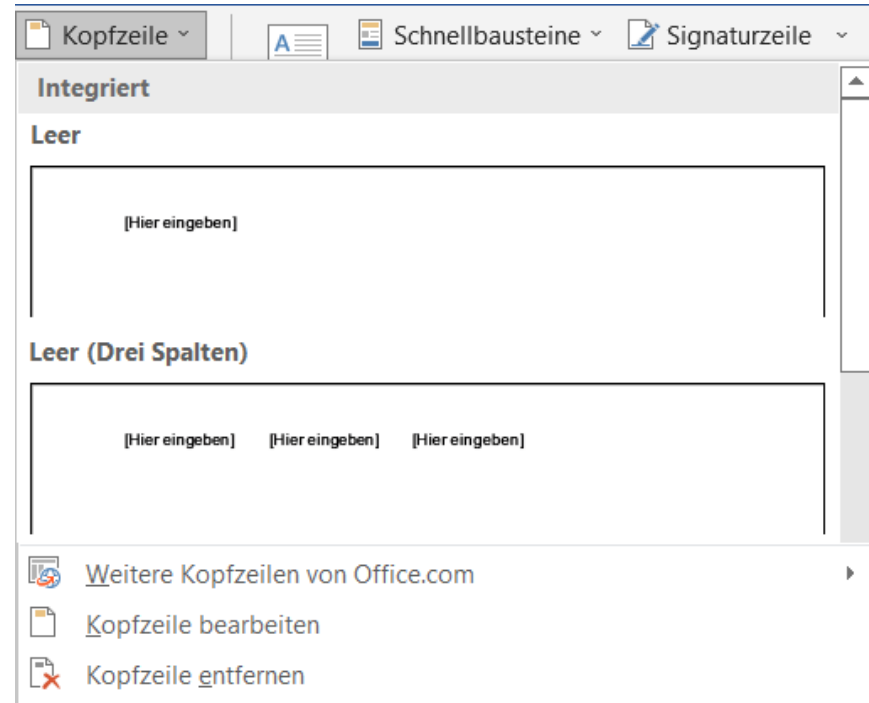 Kopfzeile A Schnellbausteine Signaturzeile
Integriert
Leer
[Hier eingeben]
Leer (Drei Spalten)
[Hier eingeben] [Hier eingeben] [Hier eingeben]
Weitere Kopfzeilen von Office.com
Kopfzeile bearbeiten
Kopfzeile entfernen